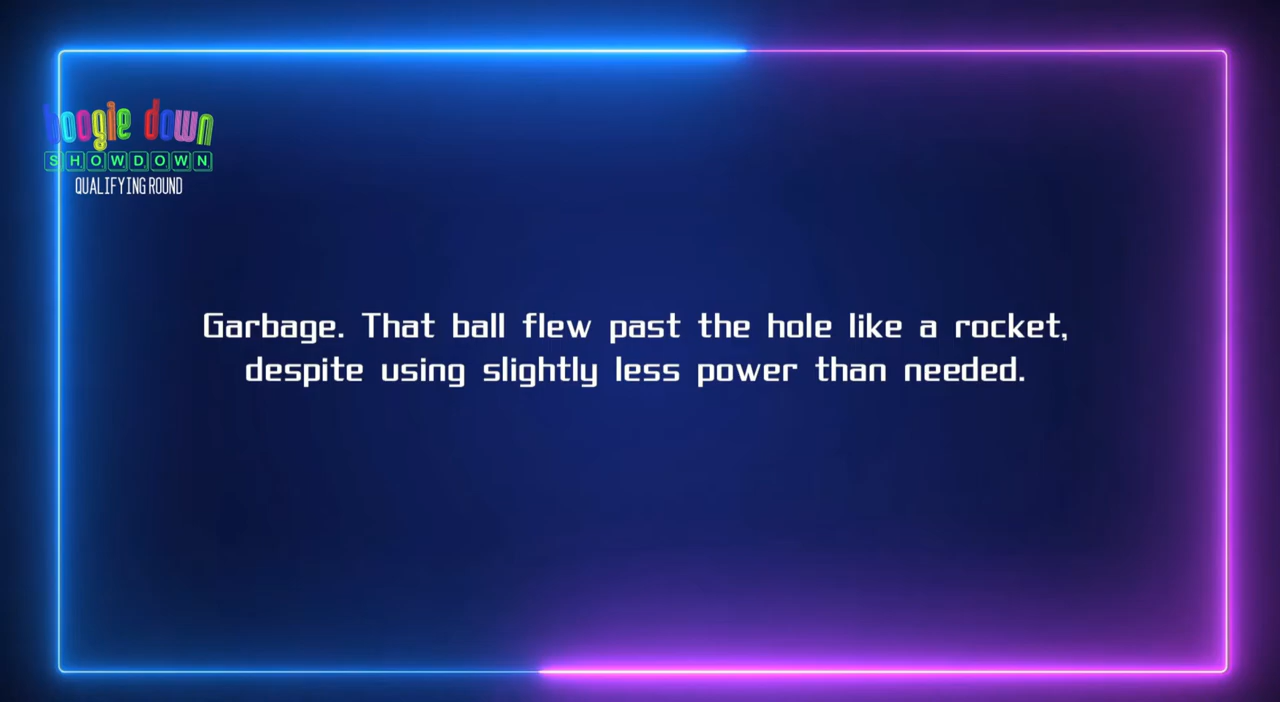 boogie down
SHOWDOWN
QUALIFYING ROUND
Garbage. That ball flew past the hole like a rocket,
despite using slightly less power than needed.